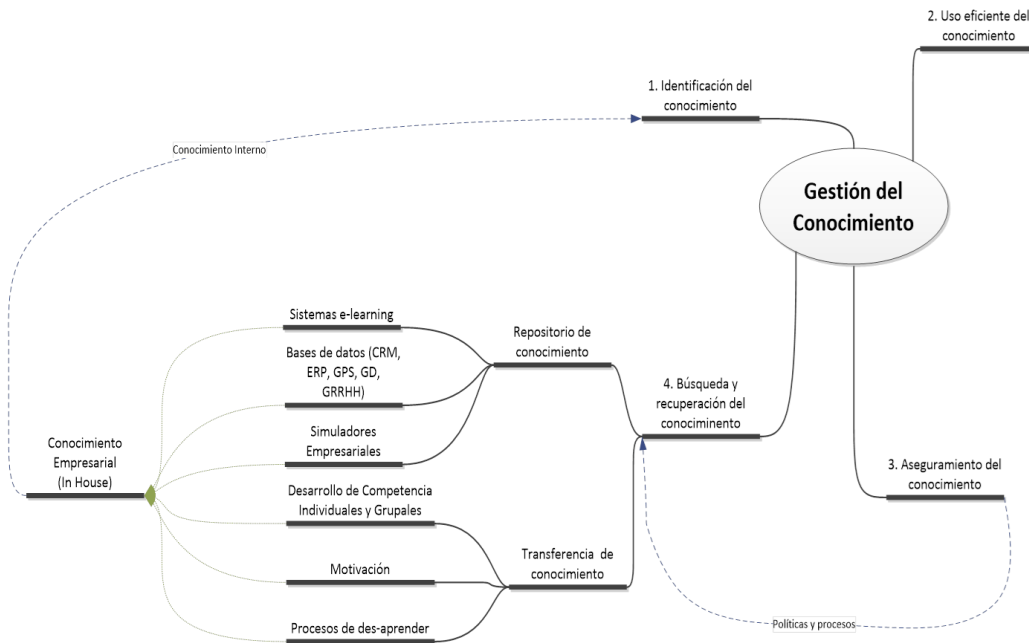 2. Uso eficiente del
conocimiento
1. Identificación del
conocimiento
Conocimiento Interno
Gestión del
Conocimiento
Sistemas e-learning
Repositorio de
conocimiento
Bases de datos (CRM,
ERP, GPS, GD,
GRRHH)
4. Búsqueda y
recuperación del
conociminento
Simuladores
Empresariales
Conocimiento
Empresarial
(In House)
3. Aseguramiento del
conocimiento
Desarrollo de Competencia
Individuales y Grupales
Transferencia de
conocimiento
Motivación
Políticas y procesos
Procesos de des-aprender